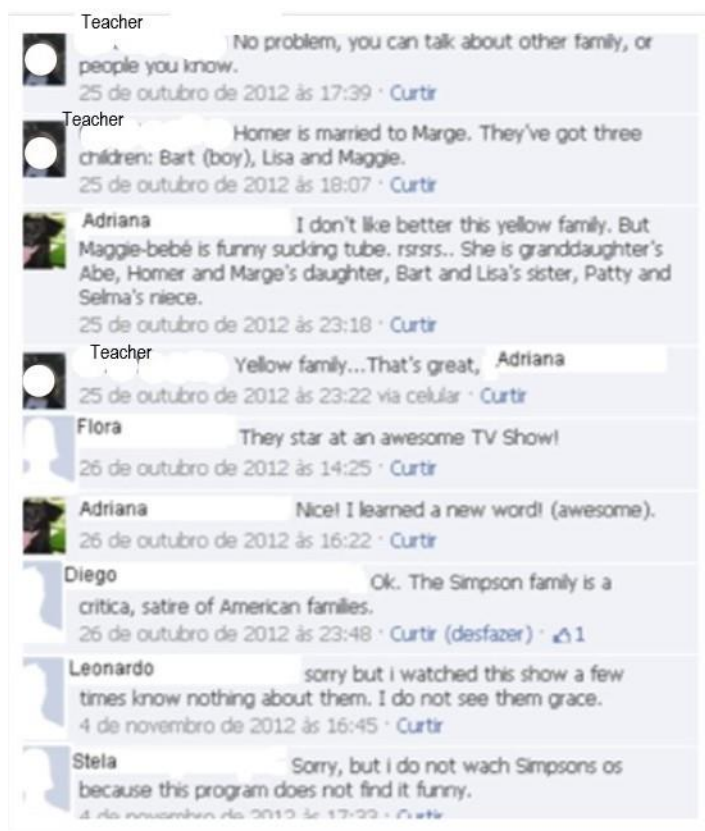 Teacher
No problem, you can talk about other family, or
people you know.
25 de outubro de 2012 às 17:39 · Curtir
Teacher
Homer is married to Marge. They've got three
children: Bart (boy), Lisa and Maggie.
25 de outubro de 2012 às 18:07 · Curtir
Adriana I don't like better this yellow family. But
Maggie-bebé is funny sucking tube. rsrsrs.. She is granddaughter's
Abe, Homer and Marge's daughter, Bart and Lisa's sister, Patty and
Selma's niece.
25 de outubro de 2012 às 23:18 · Curtir
Teacher
Yellow family...That's great, Adriana
25 de outubro de 2012 às 23:22 via celular · Curtir
Flora
They star at an awesome TV Show!
26 de outubro de 2012 às 14:25 · Curtir
Adriana Nice! I learned a new word! (awesome).
26 de outubro de 2012 às 16:22 · Curtir
Diego Ok. The Simpson family is a
critica, satire of American families.
26 de outubro de 2012 às 23:48 · Curtir (desfazer) · 1
Leonardo sorry but i watched this show a few
times know nothing about them. I do not see them grace.
4 de novembro de 2012 às 16:45 · Curtir
Stela Sorry, but i do not wach Simpsons os
because this program does not find it funny.
4 de novembro de 2012 às 17:33 · Curtir